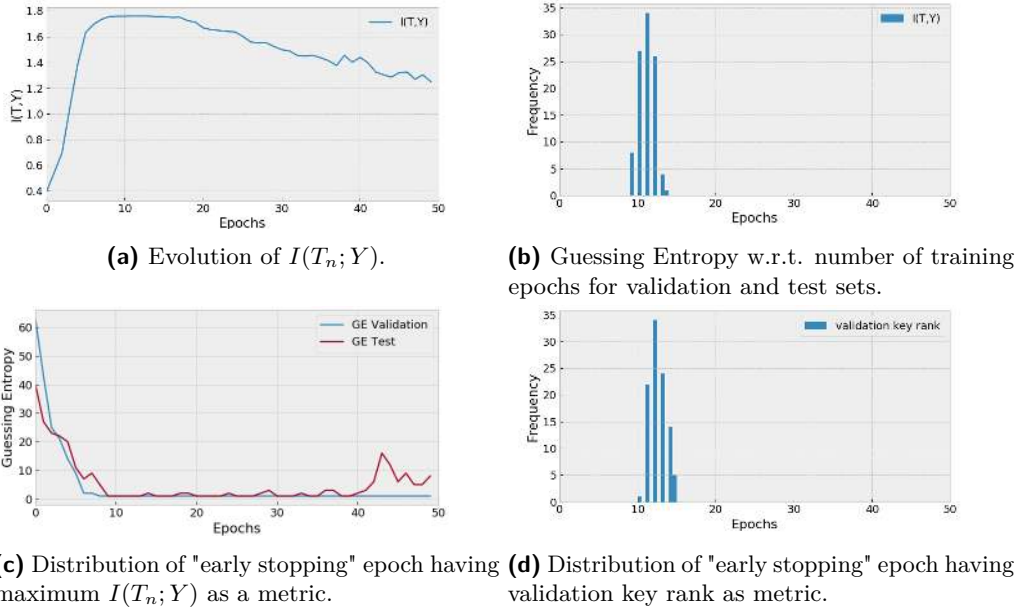 1.8
1.6
1.4
1.2
1.0
0.8
0.6
0.4
I(T,Y)
I(T,Y)
0 10 20 30 40 50
Epochs
(a) Evolution of I(Tn; Y).
35
30
25
20
15
10
5
0
Frequency
I(T,Y)
0 10 20 30 40 50
Epochs
(b) Guessing Entropy w.r.t. number of training
epochs for validation and test sets.
60
50
40
30
20
10
0
Guessing Entropy
GE Validation
GE Test
0 10 20 30 40 50
Epochs
(c) Distribution of "early stopping" epoch having
maximum I(Tn; Y) as a metric.
35
30
25
20
15
10
5
0
Frequency
validation key rank
0 10 20 30 40 50
Epochs
(d) Distribution of "early stopping" epoch having
validation key rank as metric.